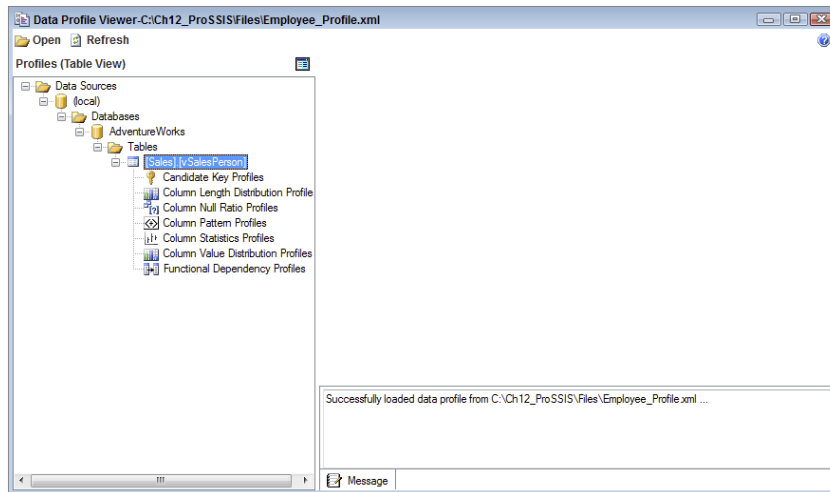 Data Profile Viewer-C:\Ch12_ProSSIS\Files\Employee_Profile.xml
Open Refresh
Profiles (Table View)
Data Sources
(local)
Databases
AdventureWorks
Tables
[Sales].[vSalesPerson]
Candidate Key Profiles
Column Length Distribution Profile
Column Null Ratio Profiles
Column Pattern Profiles
Column Statistics Profiles
Column Value Distribution Profiles
Functional Dependency Profiles
Successfully loaded data profile from C:\Ch12_ProSSIS\Files\Employee_Profile.xml ...
Message